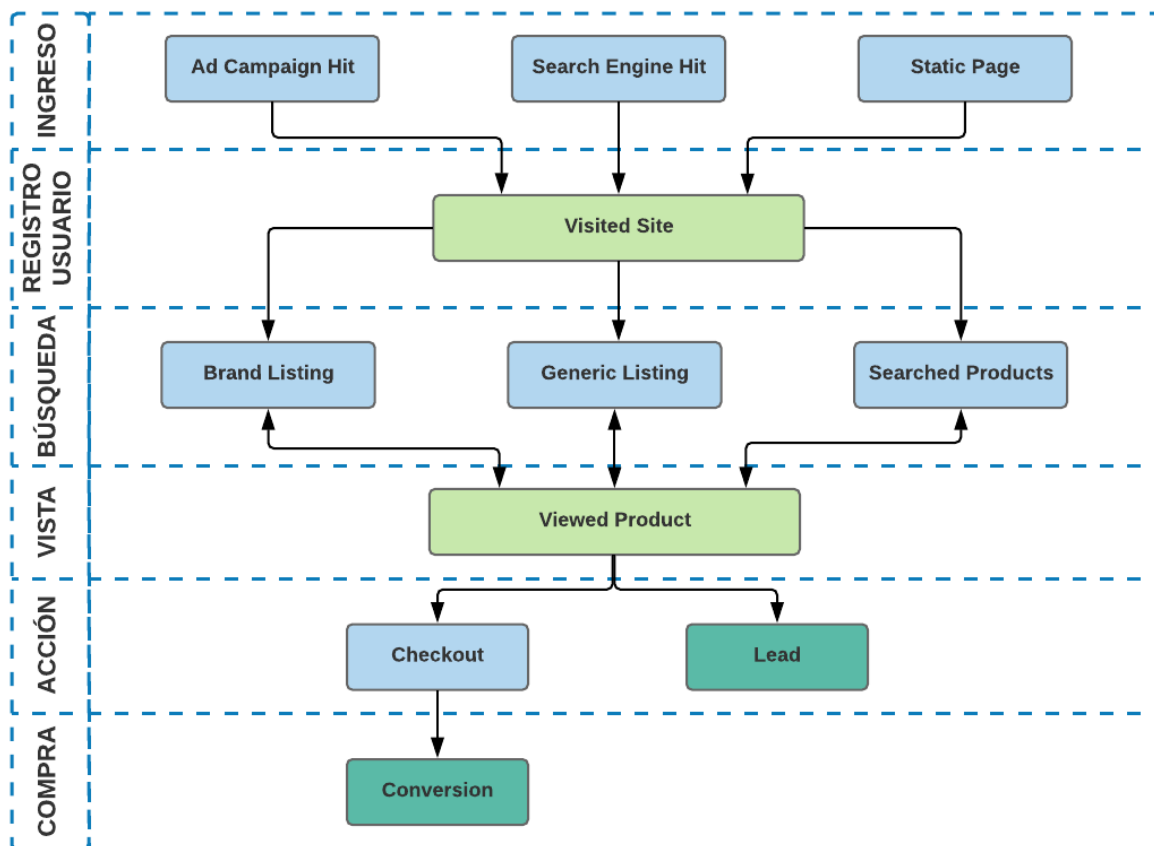 INGRESO
Ad Campaign Hit
Search Engine Hit
Static Page
REGISTRO
USUARIO
Visited Site
BÚSQUEDA
Brand Listing
Generic Listing
Searched Products
VISTA
Viewed Product
ACCIÓN
Checkout
Lead
COMPRA
Conversion